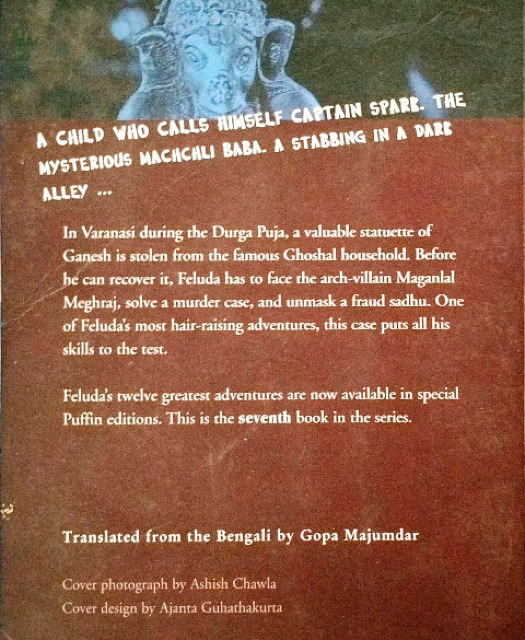 A CHILD WHO CALLS HIMSELF CAPTAIN SPARK. THE
MYSTERIOUS MACHCHLI BABA. A STABBING IN A DARK
ALLEY ...
In Varanasi during the Durga Puja, a valuable statuette of
Ganesh is stolen from the famous Ghoshal household. Before
he can recover it, Feluda has to face the arch-villain Maganlal
Meghraj, solve a murder case, and unmask a fraud sadhu. One
of Feluda's most hair-raising adventures, this case puts all his
skills to the test.
Feluda's twelve greatest adventures are now available in special
Puffin editions. This is the seventh book in the series.
Translated from the Bengali by Gopa Majumdar
Cover photograph by Ashish Chawla
Cover design by Ajanta Guhathakurta